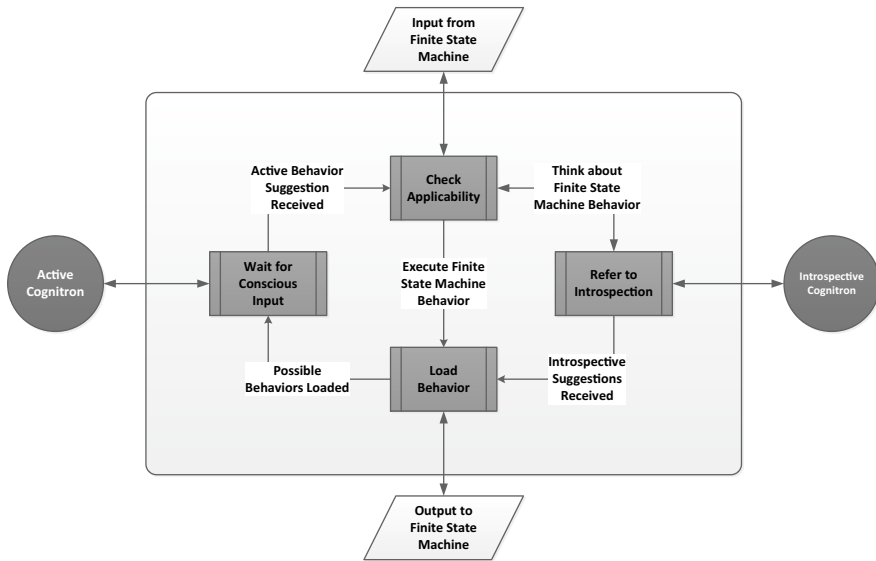 Input from
Finite State
Machine
Active Behavior
Suggestion
Received
Check
Applicability
Think about
Finite State
Machine Behavior
Active
Cognitron
Wait for
Conscious
Input
Execute Finite
State Machine
Behavior
Refer to
Introspection
Introspective
Cognitron
Possible
Behaviors Loaded
Load
Behavior
Introspective
Suggestions
Received
Output to
Finite State
Machine